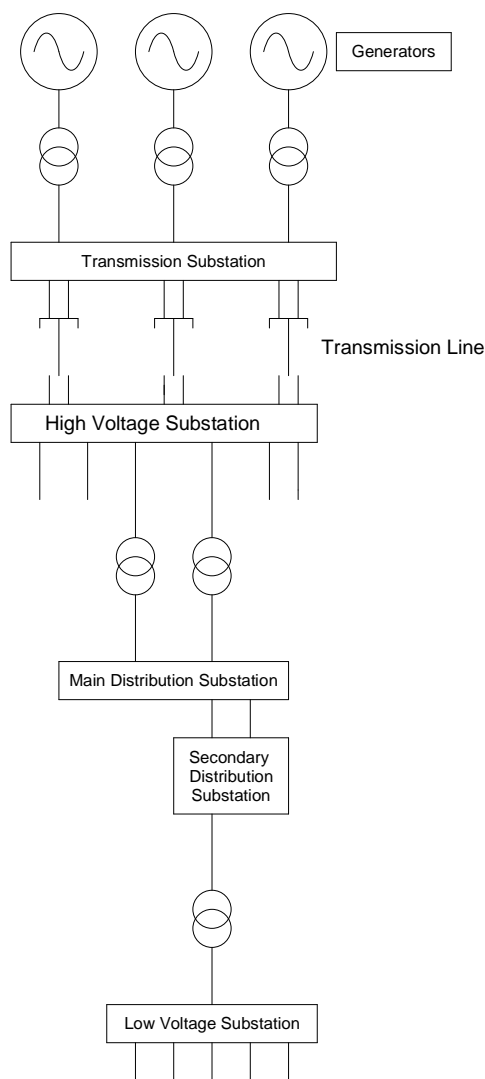 Generators
Transmission Substation
Transmission Line
High Voltage Substation
Main Distribution Substation
Secondary
Distribution
Substation
Low Voltage Substation